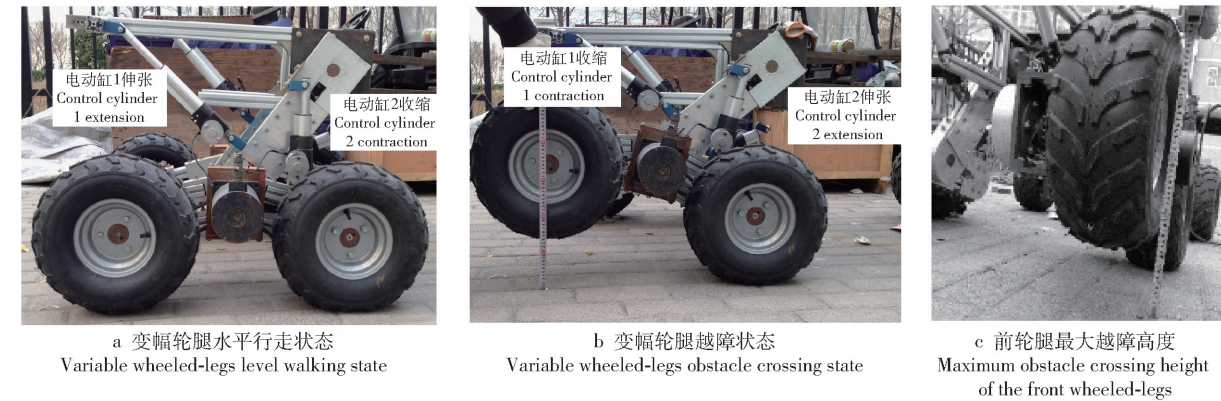 电动缸1伸张
Control cylinder
1 extension
电动缸2收缩
Control cylinder
2 contraction
电动缸1收缩
Control cylinder
1 contraction
电动缸2伸张
Control cylinder
2 extension
a 变幅轮腿水平行走状态
Variable wheeled-legs level walking state
b 变幅轮腿越障状态
Variable wheeled-legs obstacle crossing state
c 前轮腿最大越障高度
Maximum obstacle crossing height
of the front wheeled-legs